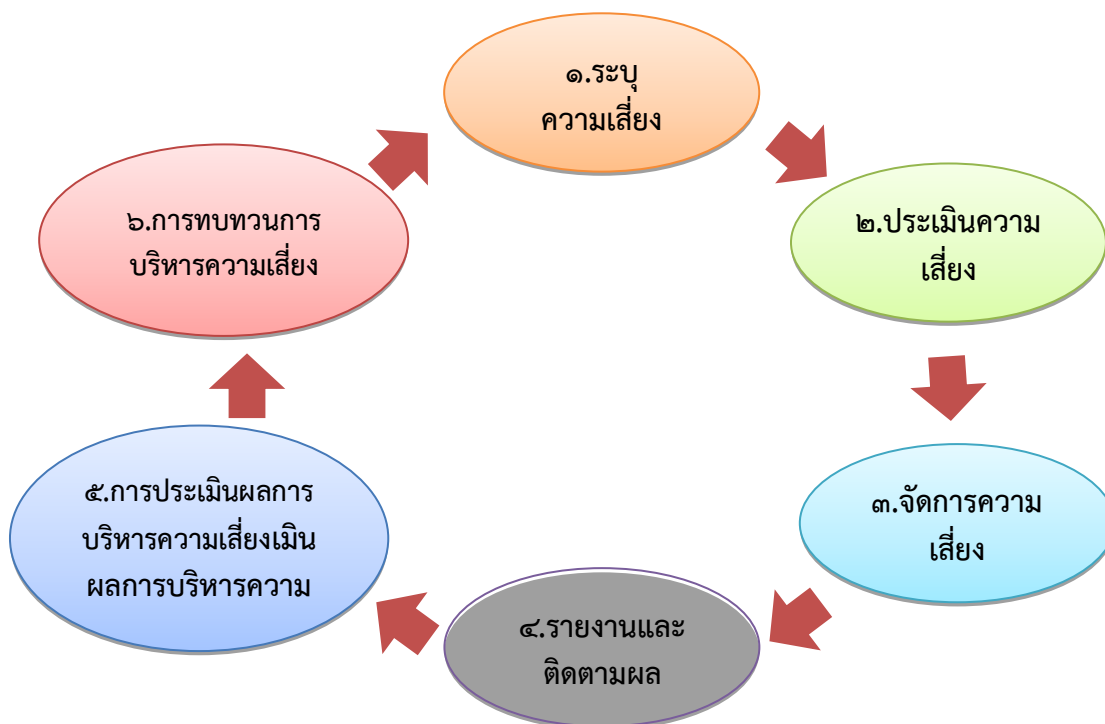 ๑.ระบุ
ความเสี่ยง
๒.ประเมินความ
เสี่ยง
๓.จัดการความ
เสี่ยง
๔.รายงานและ
ติดตามผล
๕.การประเมินผลการ
บริหารความเสี่ยงเมิน
ผลการบริหารความ
๖.การทบทวนการ
บริหารความเสี่ยง